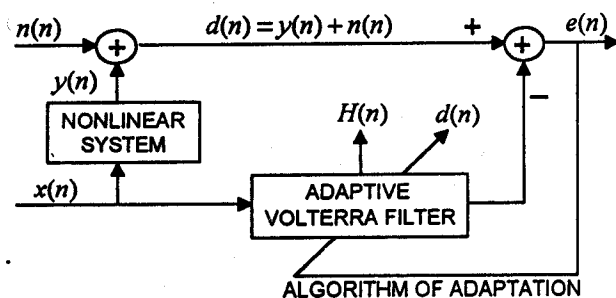 n(n)
+
d(n) = y(n) + n(n)
+
+
e(n)
y(n)
−
NONLINEAR
SYSTEM
H(n)
d(n)
x(n)
ADAPTIVE
VOLTERRA FILTER
ALGORITHM OF ADAPTATION